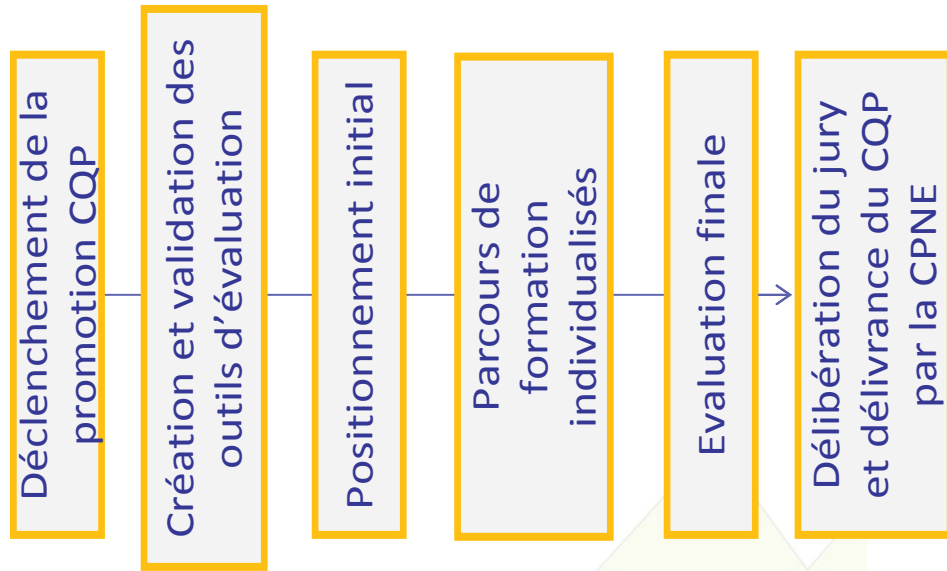 Déclenchement de la
promotion CQP
Création et validation des
outils d'évaluation
Positionnement initial
Parcours de
formation
individualisés
Evaluation finale
Délibération du jury
et délivrance du CQP
par la CPNE